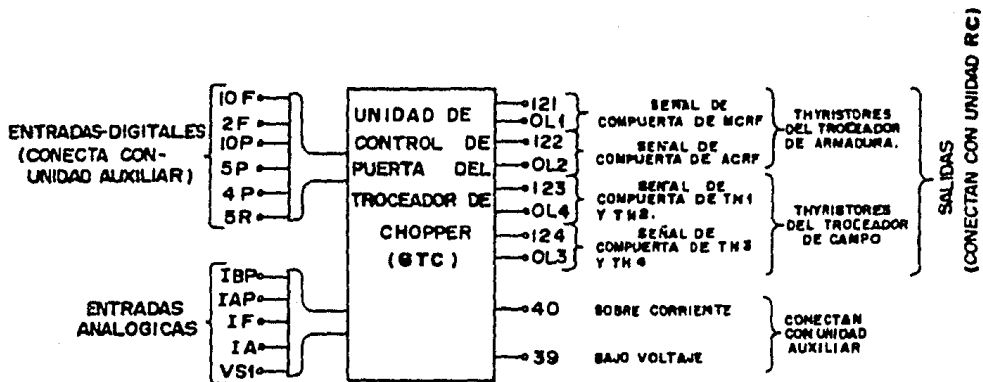 ENTRADAS-DIGITALES
(CONECTA CON-
UNIDAD AUXILIAR)
10F
2F
10P
5P
4P
5R
ENTRADAS
ANALOGICAS
IBP
IAP
IF
IA
VS1
UNIDAD DE
CONTROL DE
PUERTA DEL
TROCEADOR DE
CHOPPER
(GTC)
121
OL1
122
OL2
123
OL4
124
OL3
40
39
SEÑAL DE
COMPUERTA DE MCRF
SEÑAL DE
COMPUERTA DE ACRF
SEÑAL DE
COMPUERTA DE TH1
Y TH2.
SEÑAL DE
COMPUERTA DE TH3
Y TH4
SOBRE CORRIENTE
BAJO VOLTAJE
THYRISTORES
DEL TROCEADOR
DE ARMADURA.
THYRISTORES
DEL TROCEADOR
DE CAMPO
CONECTAN
CON UNIDAD
AUXILIAR
SALIDAS
(CONECTAN CON UNIDAD RC)